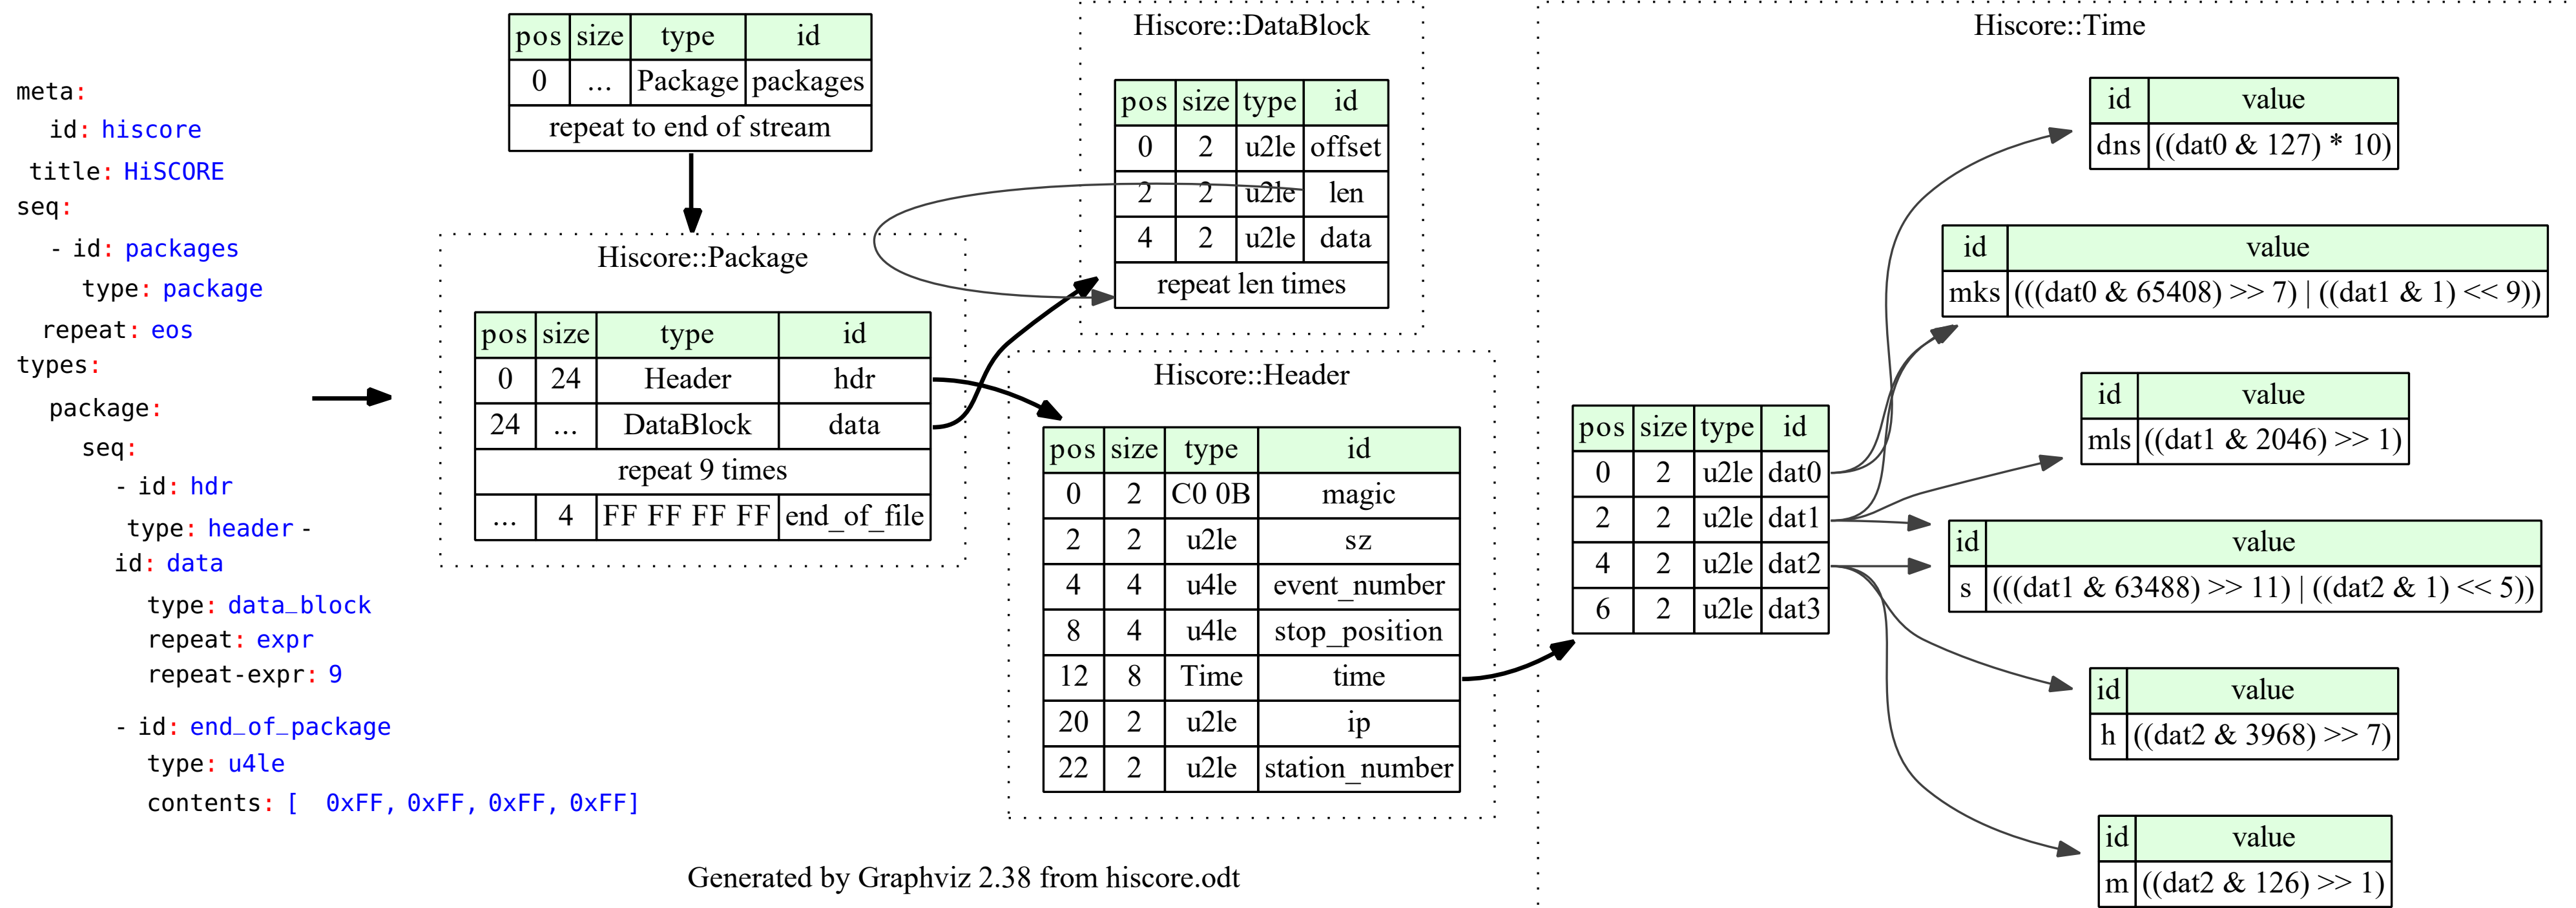 meta:
id: hiscore
title: HiSCORE
seq:
- id: packages
type: package
repeat: eos
types:
package:
seq:
- id: hdr
type: header -
id: data
type: data_block
repeat: expr
repeat-expr: 9
- id: end_of_package
type: u4le
contents: [ 0xFF, 0xFF, 0xFF, 0xFF]
pos size type id
0 ... Package packages
repeat to end of stream
Hiscore::Package
pos size type id
0 24 Header hdr
24 ... DataBlock data
repeat 9 times
... 4 FF FF FF FF end_of_file
Hiscore::DataBlock
pos size type id
0 2 u2le offset
2 2 u2le len
4 2 u2le data
repeat len times
Hiscore::Header
pos size type id
0 2 C0 0B magic
2 2 u2le sz
4 4 u4le event_number
8 4 u4le stop_position
12 8 Time time
20 2 u2le ip
22 2 u2le station_number
Hiscore::Time
pos size type id
0 2 u2le dat0
2 2 u2le dat1
4 2 u2le dat2
6 2 u2le dat3
id value
dns ((dat0 & 127) * 10)
id value
mks (((dat0 & 65408) >> 7) | ((dat1 & 1) << 9))
id value
mls ((dat1 & 2046) >> 1)
id value
s (((dat1 & 63488) >> 11) | ((dat2 & 1) << 5))
id value
h ((dat2 & 3968) >> 7)
id value
m ((dat2 & 126) >> 1)
Generated by Graphviz 2.38 from hiscore.odt